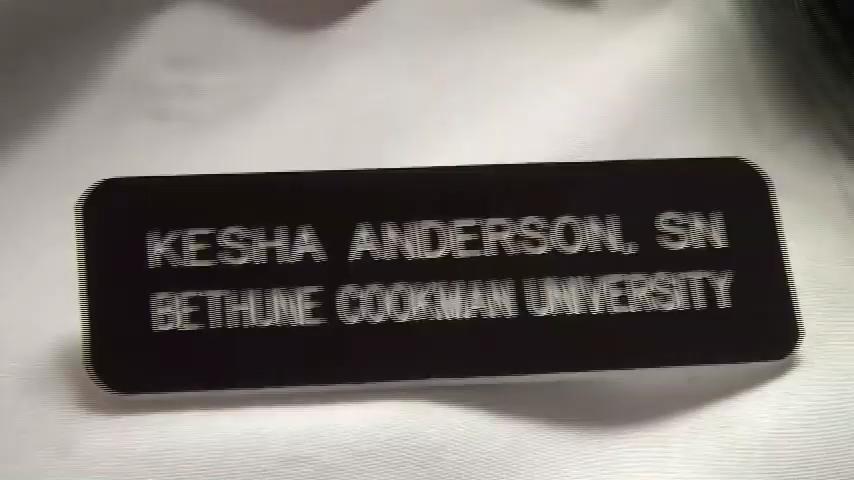 KESHA ANDERSON, SN
BETHUNE COOKMAN UNIVERSITY